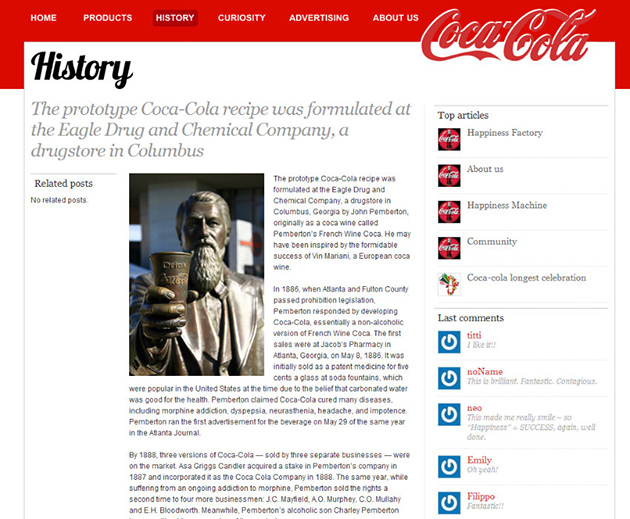 HOME PRODUCTS HISTORY CURIOSITY ADVERTISING ABOUT US
Coca-Cola
History
The prototype Coca-Cola recipe was formulated at
the Eagle Drug and Chemical Company, a
drugstore in Columbus
Related posts
No related posts.
Drink
The prototype Coca-Cola recipe was
formulated at the Eagle Drug and
Chemical Company, a drugstore in
Columbus, Georgia by John Pemberton,
originally as a coca wine called
Pemberton's French Wine Coca. He may
have been inspired by the formidable
success of Vin Mariani, a European coca
wine.
In 1886, when Atlanta and Fulton County
passed prohibition legislation,
Pemberton responded by developing
Coca-Cola, essentially a non-alcoholic
version of French Wine Coca. The first
sales were at Jacob's Pharmacy in
Atlanta, Georgia, on May 8, 1886. It was
initially sold as a patent medicine for five
cents a glass at soda fountains, which
were popular in the United States at the time due to the belief that carbonated water
was good for the health. Pemberton claimed Coca-Cola cured many diseases,
including morphine addiction, dyspepsia, neurasthenia, headache, and impotence.
Pemberton ran the first advertisement for the beverage on May 29 of the same year
in the Atlanta Journal.
By 1888, three versions of Coca-Cola — sold by three separate businesses — were
on the market. Asa Griggs Candler acquired a stake in Pemberton's company in
1887 and incorporated it as the Coca Cola Company in 1888. The same year, while
suffering from an ongoing addiction to morphine, Pemberton sold the rights a
second time to four more businessmen: J.C. Mayfield, A.O. Murphey, C.O. Mullahy
and E.H. Bloodworth. Meanwhile, Pemberton's alcoholic son Charley Pemberton
Top articles
Happiness Factory
About us
Happiness Machine
Community
Coca-cola longest celebration
Last comments
titti
I like it!!
noName
This is brilliant. Fantastic. Contagious.
neo
This made me really smile – so
"Happiness" = SUCCESS, again, well
done.
Emily
Oh yeah!
Filippo
Fantastic!!